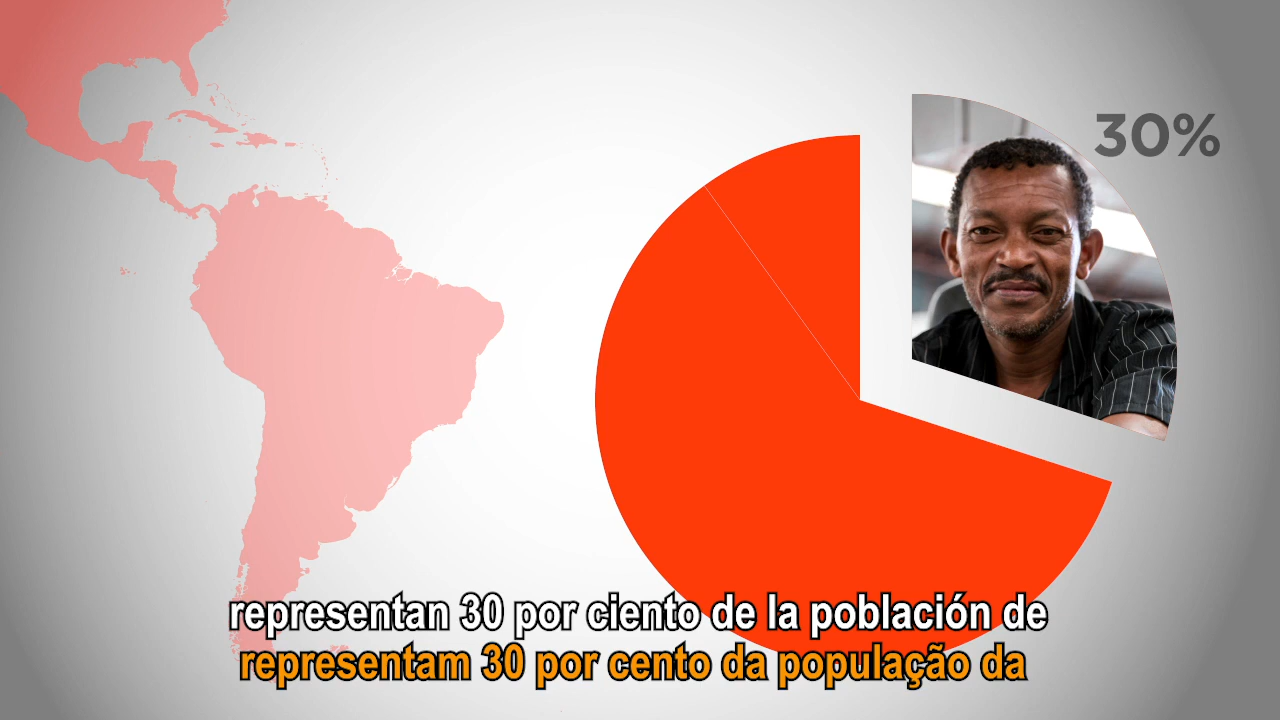 30%
representan 30 por ciento de la población de
representam 30 por cento da população da